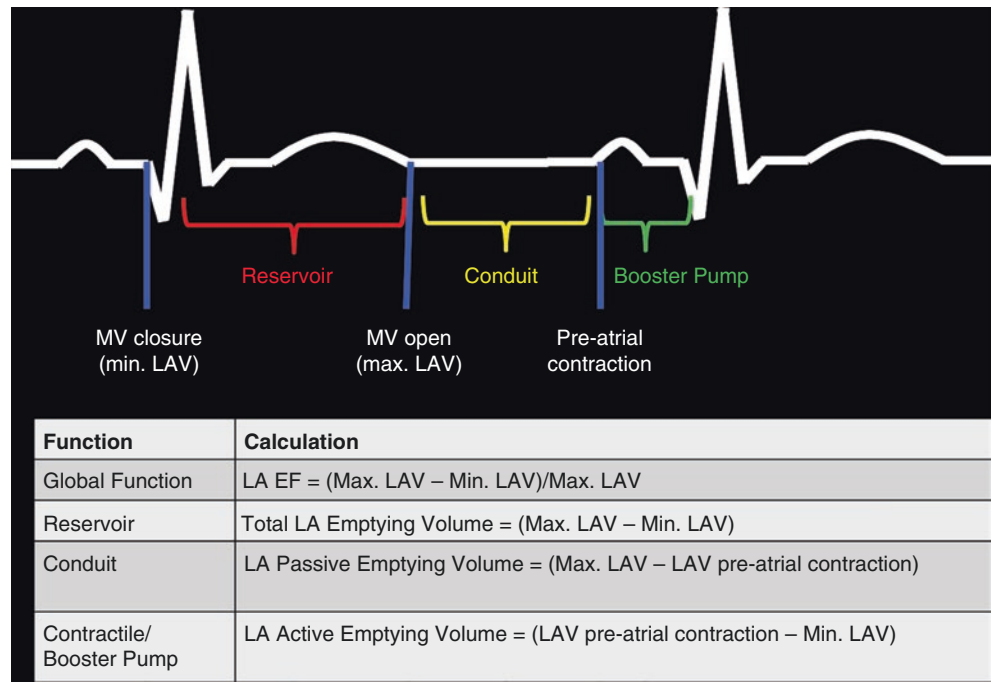 Reservoir
Conduit
Booster Pump
MV closure
(min. LAV)
MV open
(max. LAV)
Pre-atrial
contraction
Function Calculation
Global Function LA EF = (Max. LAV – Min. LAV)/Max. LAV
Reservoir Total LA Emptying Volume = (Max. LAV – Min. LAV)
Conduit LA Passive Emptying Volume = (Max. LAV – LAV pre-atrial contraction)
Contractile/ LA Active Emptying Volume = (LAV pre-atrial contraction – Min. LAV)
Booster Pump